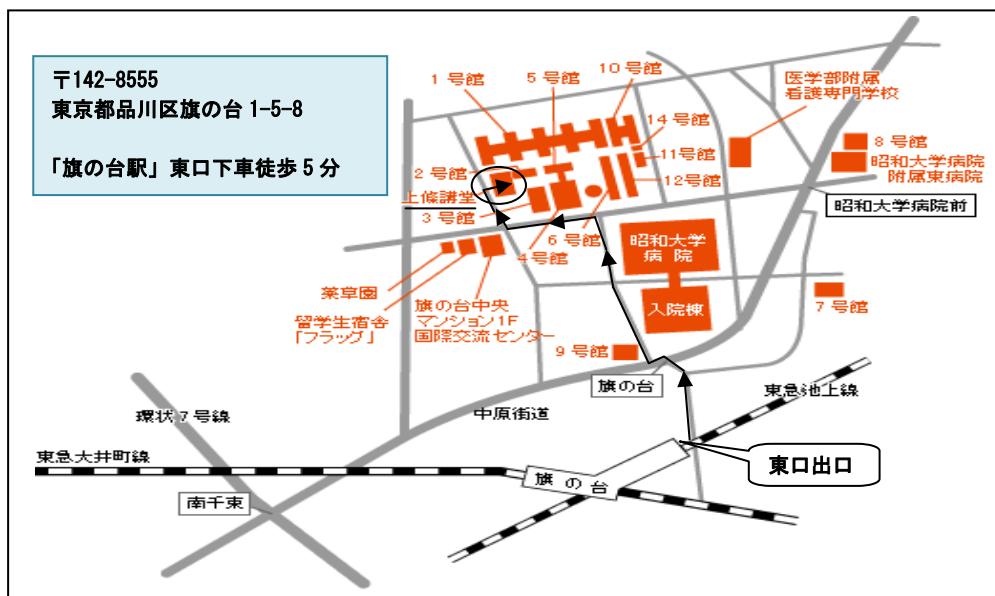 〒142-8555
東京都品川区旗の台 1-5-8
「旗の台駅」東口下車徒歩 5 分
1 号館
5 号館
10 号館
医学部附属
看護専門学校
14 号館
11号館
12号館
8 号館
昭和大学病院
附属東病院
2 号館
上條講堂
3 号館
4号館
6 号館
昭和大学病院前
昭和大学
病 院
入院棟
7 号館
薬草園
留学生宿舎
「フラッグ」
旗の台中央
マンション1F
国際交流センター
9 号館
旗の台
東急池上線
中原街道
環状7号線
東急大井町線
東口出口
旗 の 台
南千束